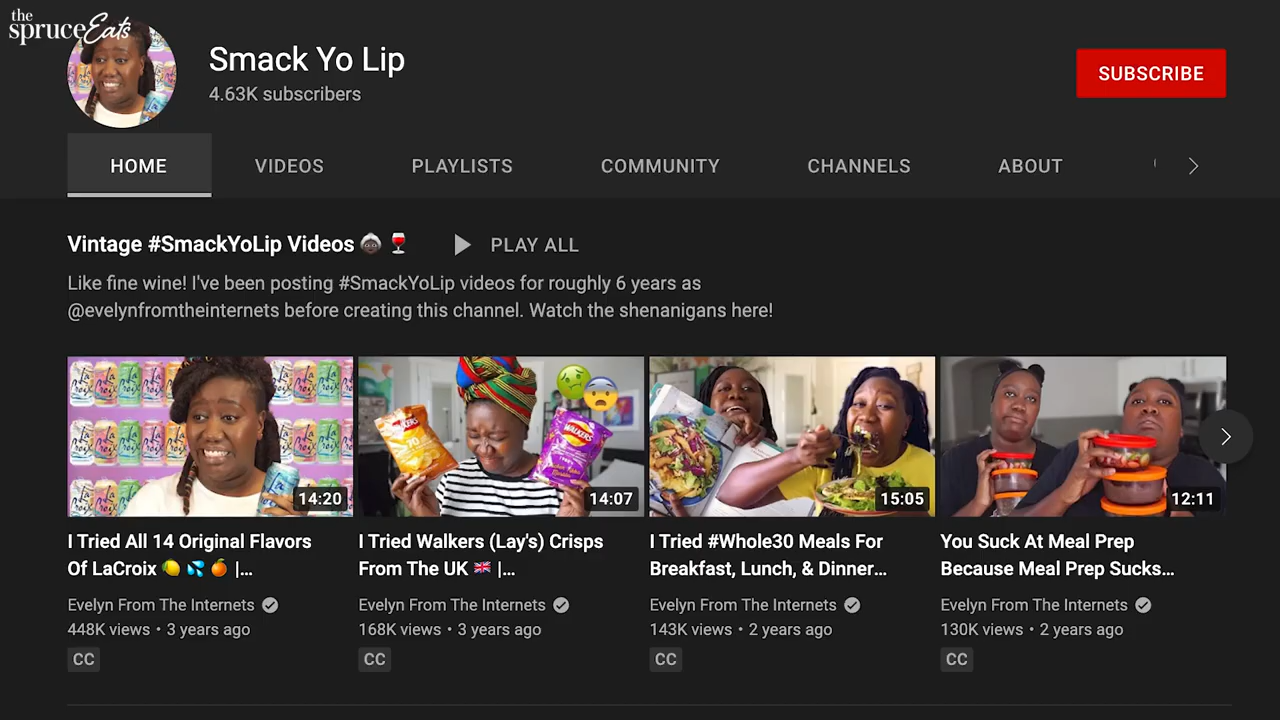 the
spruceEats
Smack Yo Lip
4.63K subscribers
SUBSCRIBE
HOME VIDEOS PLAYLISTS COMMUNITY CHANNELS ABOUT
Vintage #SmackYoLip Videos 👵🏿 🍷 PLAY ALL
Like fine wine! I've been posting #SmackYoLip videos for roughly 6 years as
@evelynfromtheinternets before creating this channel. Watch the shenanigans here!
LaCroix
WALKERS
WALKERS
14:20
14:07
15:05
12:11
I Tried All 14 Original Flavors
Of LaCroix 🍋 💦 🍊 |...
Evelyn From The Internets
448K views • 3 years ago
CC
I Tried Walkers (Lay's) Crisps
From The UK 🇬🇧 |...
Evelyn From The Internets
168K views • 3 years ago
CC
I Tried #Whole30 Meals For
Breakfast, Lunch, & Dinner...
Evelyn From The Internets
143K views • 2 years ago
CC
You Suck At Meal Prep
Because Meal Prep Sucks...
Evelyn From The Internets
130K views • 2 years ago
CC